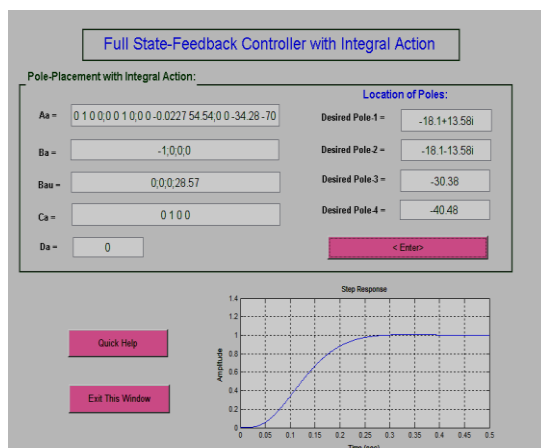 Full State-Feedback Controller with Integral Action
Pole-Placement with Integral Action:
Location of Poles:
Aa = 0 1 0 0;0 0 1 0;0 0 -0.0227 54.54;0 0 -34.28 -70
Desired Pole-1 = -18.1+13.58i
Ba = -1;0;0;0
Desired Pole-2 = -18.1-13.58i
Bau = 0;0;0;28.57
Desired Pole-3 = -30.38
Ca = 0 1 0 0
Desired Pole-4 = -40.48
Da = 0
< Enter>
Step Response
Quick Help
Exit This Window
Amplitude
1.4
1.2
1
0.8
0.6
0.4
0.2
0
0 0.05 0.1 0.15 0.2 0.25 0.3 0.35 0.4 0.45 0.5
Time (sec)